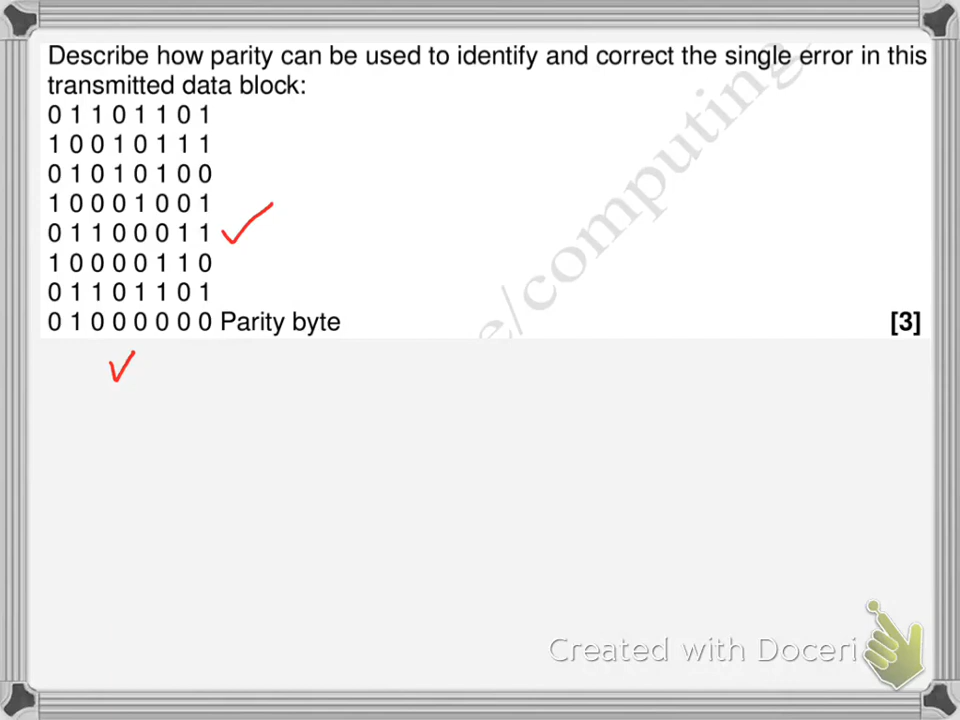 Describe how parity can be used to identify and correct the single error in this
transmitted data block:
0 1 1 0 1 1 0 1
1 0 0 1 0 1 1 1
0 1 0 1 0 1 0 0
1 0 0 0 1 0 0 1
0 1 1 0 0 0 1 1
1 0 0 0 0 1 1 0
0 1 1 0 1 1 0 1
0 1 0 0 0 0 0 0 Parity byte [3]
e/computing
Created with Doceri